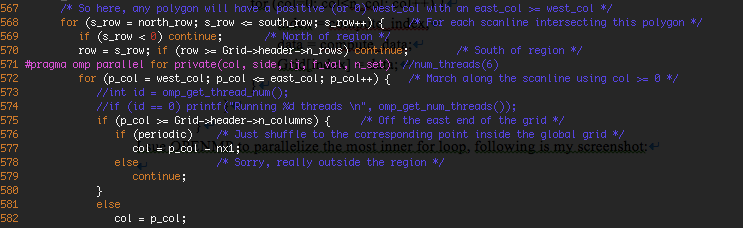 567 /* So here, any polygon will have a positive (or 0) west_col with an east_col >= west_col */
568 for (s_row = north_row; s_row <= south_row; s_row++) { /* For each scanline intersecting this polygon */
569 if (s_row < 0) continue; /* North of region */
570 row = s_row; if (row >= Grid->header->n_rows) continue; /* South of region */
571 #pragma omp parallel for private(col, side, ij, f_col, n_set) //num_threads(6)
572 for (p_col = west_col; p_col <= east_col; p_col++) { /* March along the scanline using col >= 0 */
573 //int id = omp_get_thread_num();
574 //if (id == 0) printf("Running %d threads \n", omp_get_num_threads());
575 if (p_col >= Grid->header->n_columns) { /* Off the east end of the grid */
576 if (periodic) /* Just shuffle to the corresponding point inside the global grid */
577 col = p_col - nx1;
578 else /* Sorry, really outside the region */
579 continue;
580 }
581 else
582 col = p_col;
to parallelize the most inner for loop, following is my screenshot: